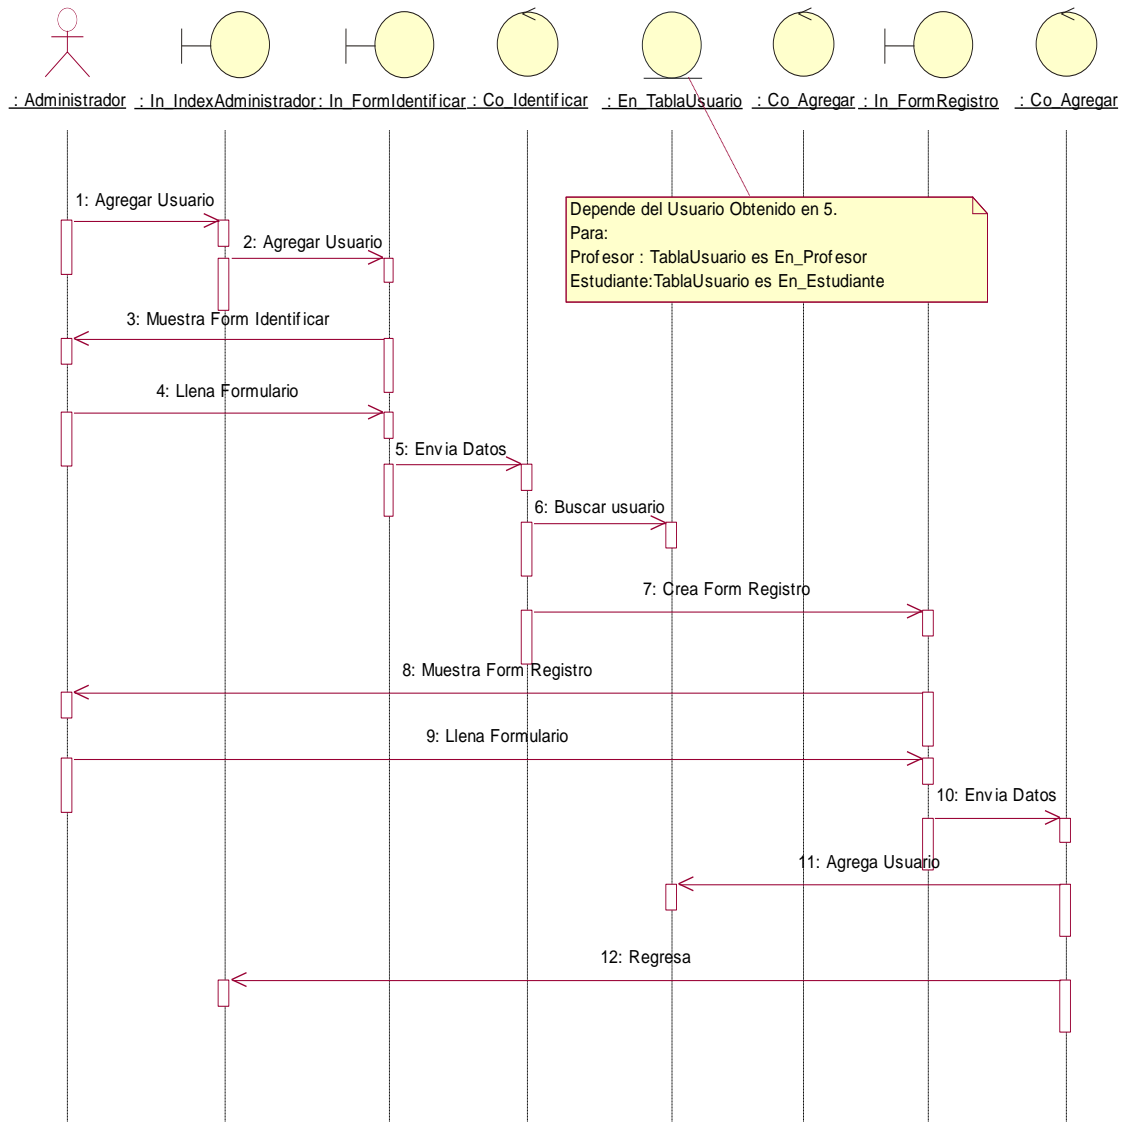 : Administrador : In_IndexAdministrador : In_FormIdentificar : Co_Identificar : En_TablaUsuario : Co_Agregar : In_FormRegistro : Co_Agregar
1: Agregar Usuario
Depende del Usuario Obtenido en 5.
Para:
Profesor : TablaUsuario es En_Profesor
Estudiante:TablaUsuario es En_Estudiante
2: Agregar Usuario
3: Muestra Form Identificar
4: Llena Formulario
5: Envia Datos
6: Buscar usuario
7: Crea Form Registro
8: Muestra Form Registro
9: Llena Formulario
10: Envia Datos
11: Agrega Usuario
12: Regresa